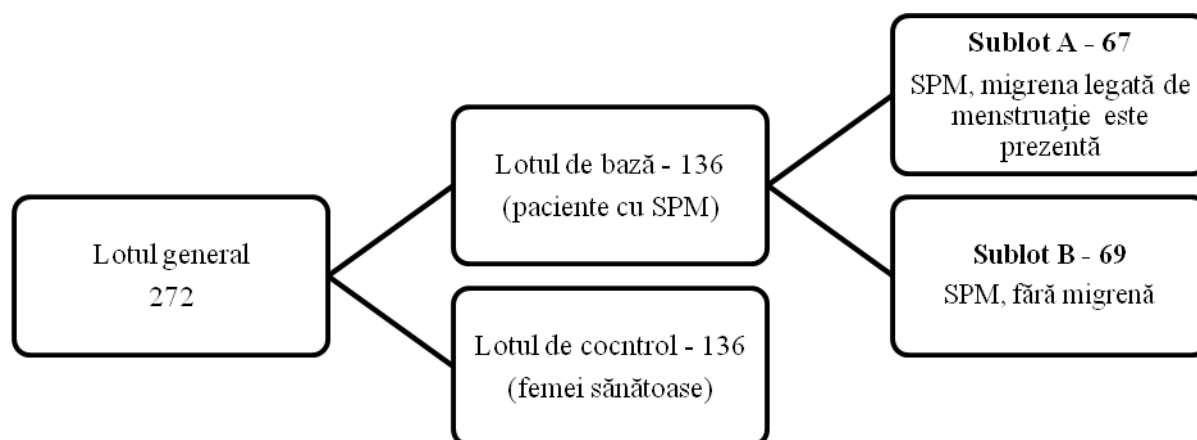 Lotul general
272
Lotul de bază - 136
(paciente cu SPM)
Lotul de cocntrol - 136
(femei sănătoase)
Sublot A - 67
SPM, migrena legată de
menstruație este
prezentă
Sublot B - 69
SPM, fără migrenă